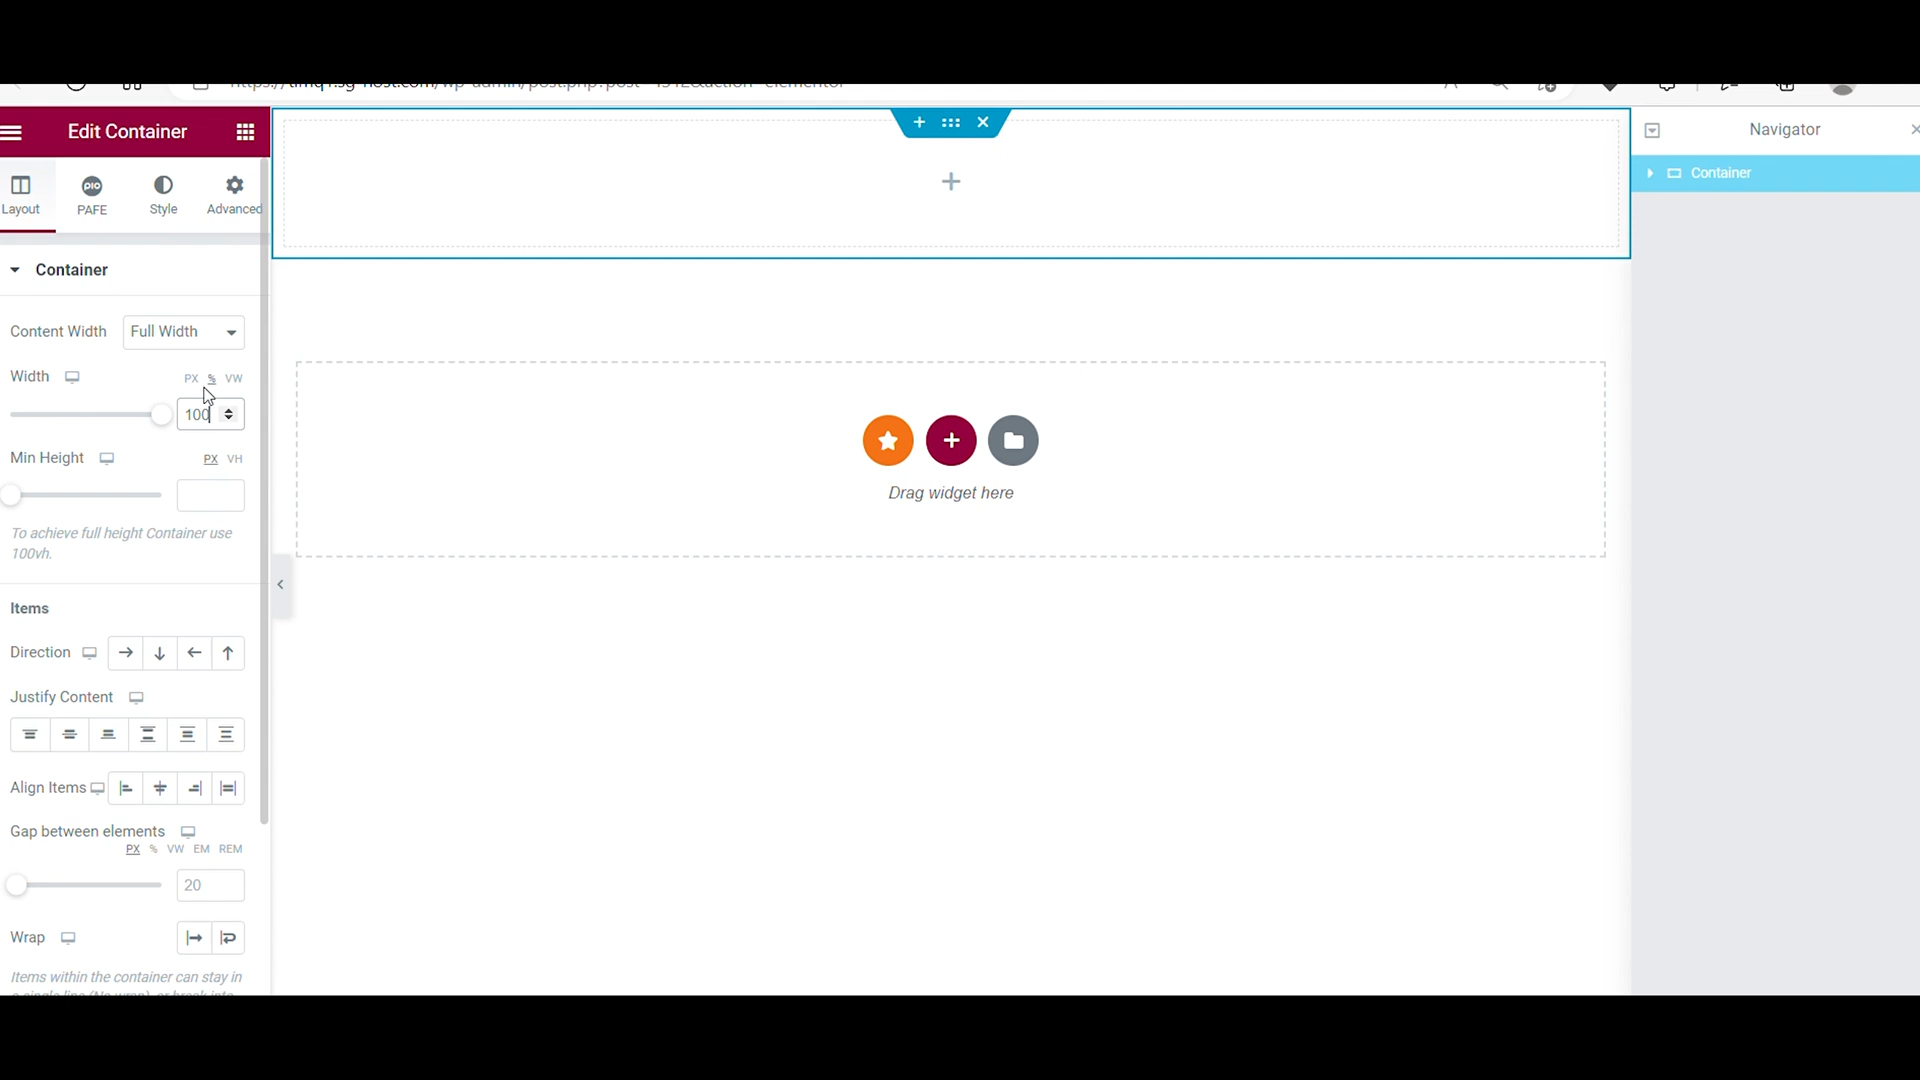 Edit Container
Navigator
Container
Layout
PAFE
Style
Advanced
Container
Content Width Full Width
Width PX % VW
100
Min Height PX VH
To achieve full height Container use
100vh.
Drag widget here
Items
Direction
Justify Content
Align Items
Gap between elements
PX % VW EM REM
20
Wrap
Items within the container can stay in